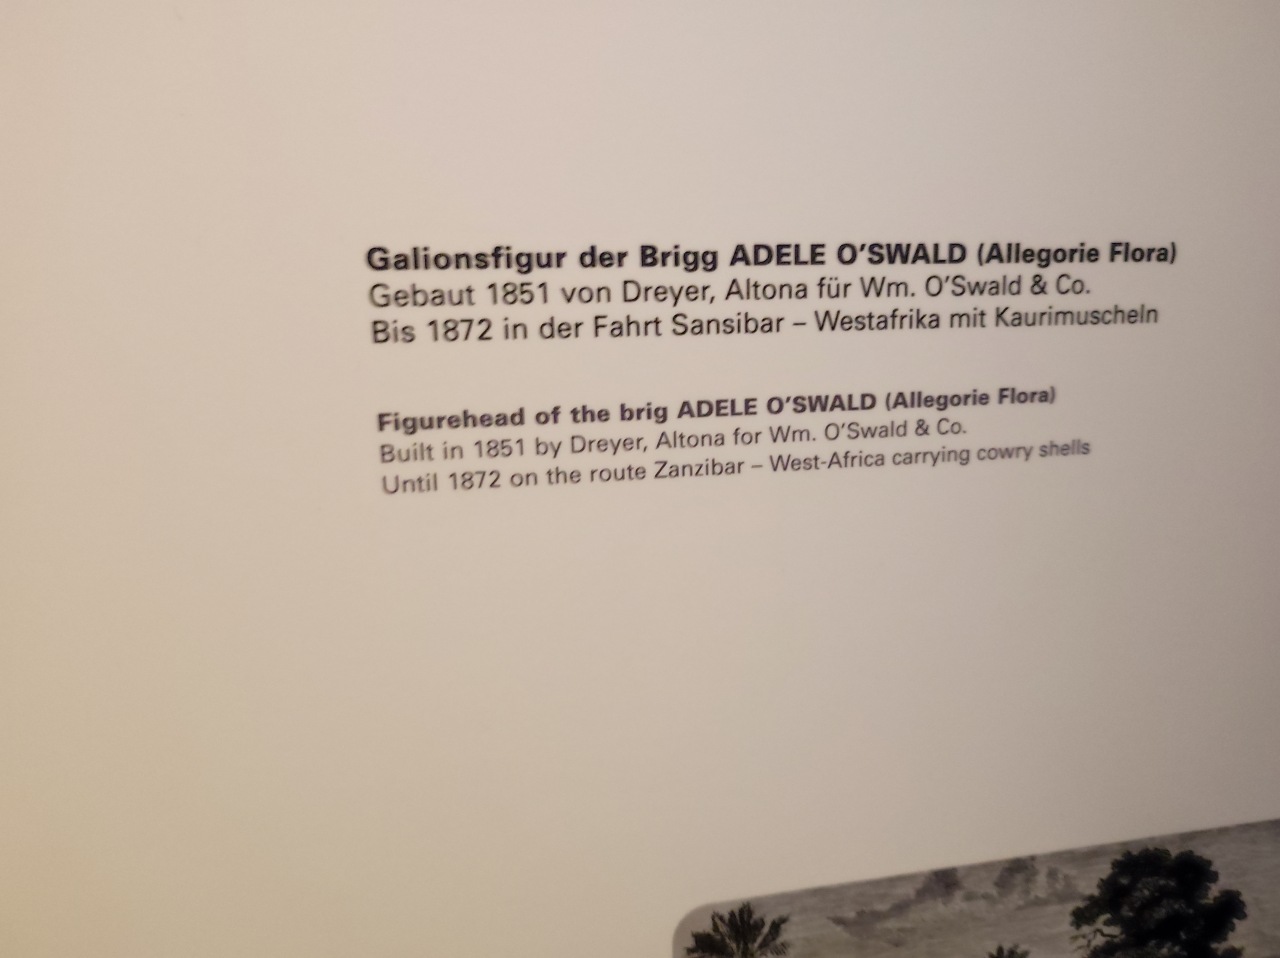 Galionsfigur der Brigg ADELE O’SWALD (Allegorie Flora)
Gebaut 1851 von Dreyer, Altona für Wm. O’Swald & Co.
Bis 1872 in der Fahrt Sansibar – Westafrika mit Kaurimuscheln
Figurehead of the brig ADELE O’SWALD (Allegorie Flora)
Built in 1851 by Dreyer, Altona for Wm. O’Swald & Co.
Until 1872 on the route Zanzibar – West-Africa carrying cowry shells